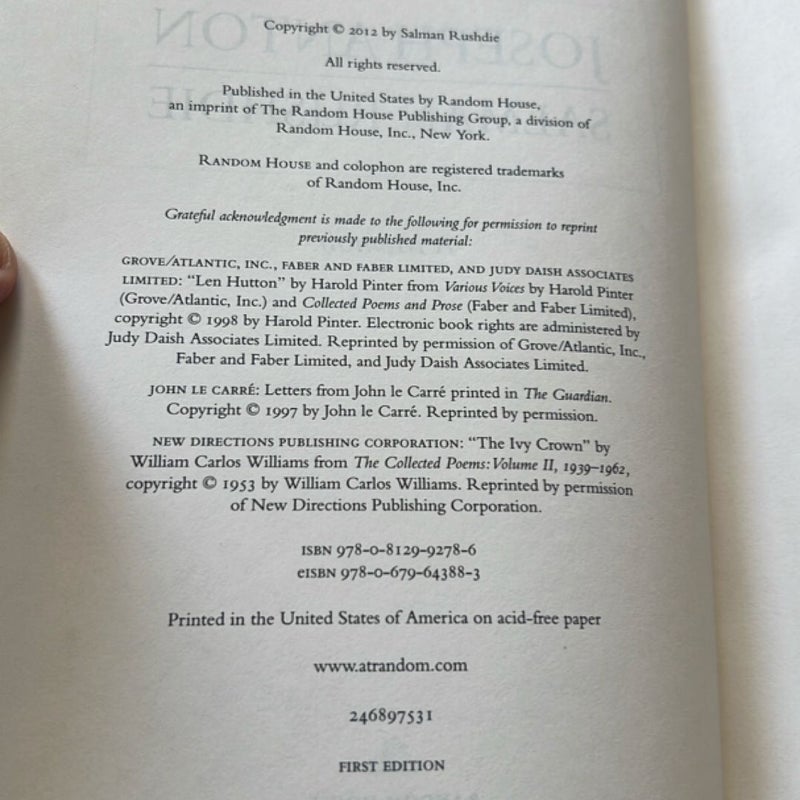 Copyright © 2012 by Salman Rushdie
All rights reserved.
Published in the United States by Random House,
an imprint of The Random House Publishing Group, a division of
Random House, Inc., New York.
RANDOM HOUSE and colophon are registered trademarks
of Random House, Inc.
Grateful acknowledgment is made to the following for permission to reprint
previously published material:
GROVE/ATLANTIC, INC., FABER AND FABER LIMITED, AND JUDY DAISH ASSOCIATES
LIMITED: “Len Hutton” by Harold Pinter from Various Voices by Harold Pinter
(Grove/Atlantic, Inc.) and Collected Poems and Prose (Faber and Faber Limited),
copyright © 1998 by Harold Pinter. Electronic book rights are administered by
Judy Daish Associates Limited. Reprinted by permission of Grove/Atlantic, Inc.,
Faber and Faber Limited, and Judy Daish Associates Limited.
JOHN LE CARRÉ: Letters from John le Carré printed in The Guardian.
Copyright © 1997 by John le Carré. Reprinted by permission.
NEW DIRECTIONS PUBLISHING CORPORATION: “The Ivy Crown” by
William Carlos Williams from The Collected Poems: Volume II, 1939–1962,
copyright © 1953 by William Carlos Williams. Reprinted by permission
of New Directions Publishing Corporation.
ISBN 978-0-8129-9278-6
eISBN 978-0-679-64388-3
Printed in the United States of America on acid-free paper
www.atrandom.com
246897531
FIRST EDITION